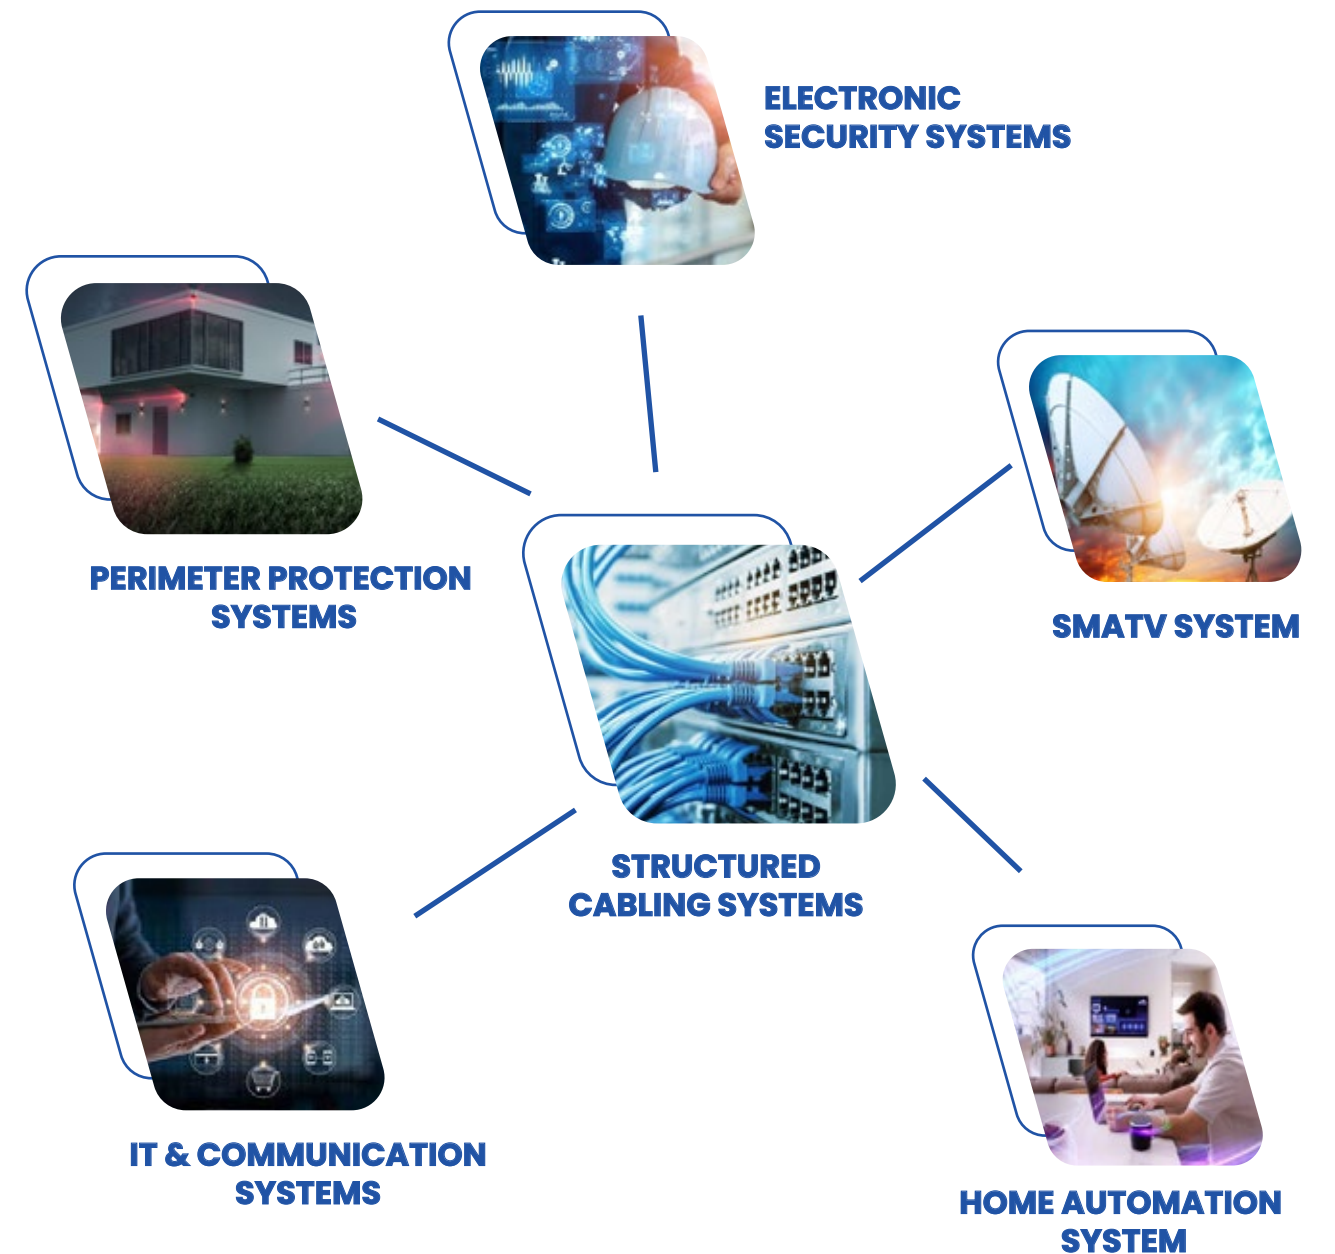 ELECTRONIC
SECURITY SYSTEMS
PERIMETER PROTECTION
SYSTEMS
SMATV SYSTEM
STRUCTURED
CABLING SYSTEMS
IT & COMMUNICATION
SYSTEMS
HOME AUTOMATION
SYSTEM